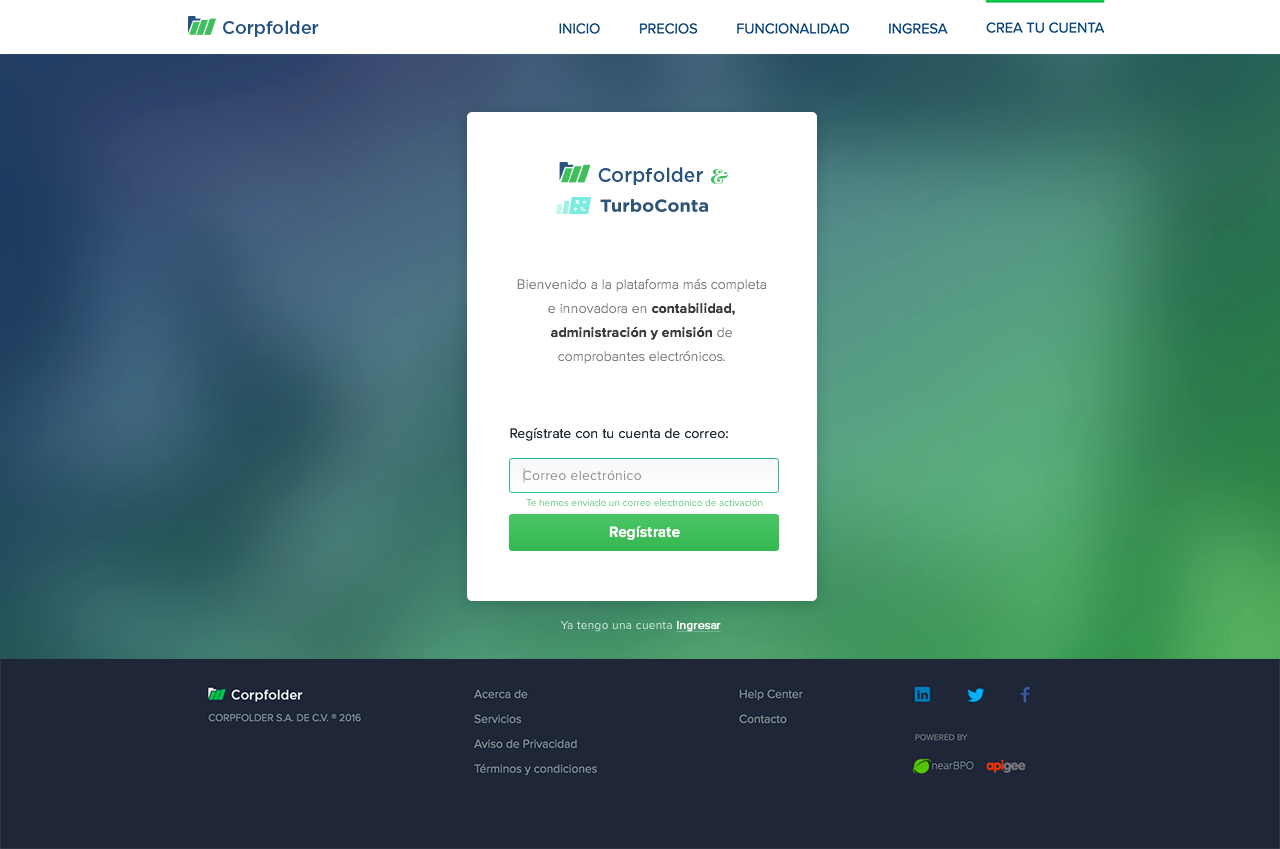 Corpfolder
INICIO
PRECIOS
FUNCIONALIDAD
INGRESA
CREA TU CUENTA
Corpfolder &
TurboConta
Bienvenido a la plataforma más completa
e innovadora en contabilidad,
administración y emisión de
comprobantes electrónicos.
Regístrate con tu cuenta de correo:
Correo electrónico
Te hemos enviado un correo electrónico de activación
Regístrate
Ya tengo una cuenta Ingresar
Corpfolder
CORPFOLDER S.A. DE C.V. ® 2016
Acerca de
Servicios
Aviso de Privacidad
Términos y condiciones
Help Center
Contacto
POWERED BY
nearBPO
apigee